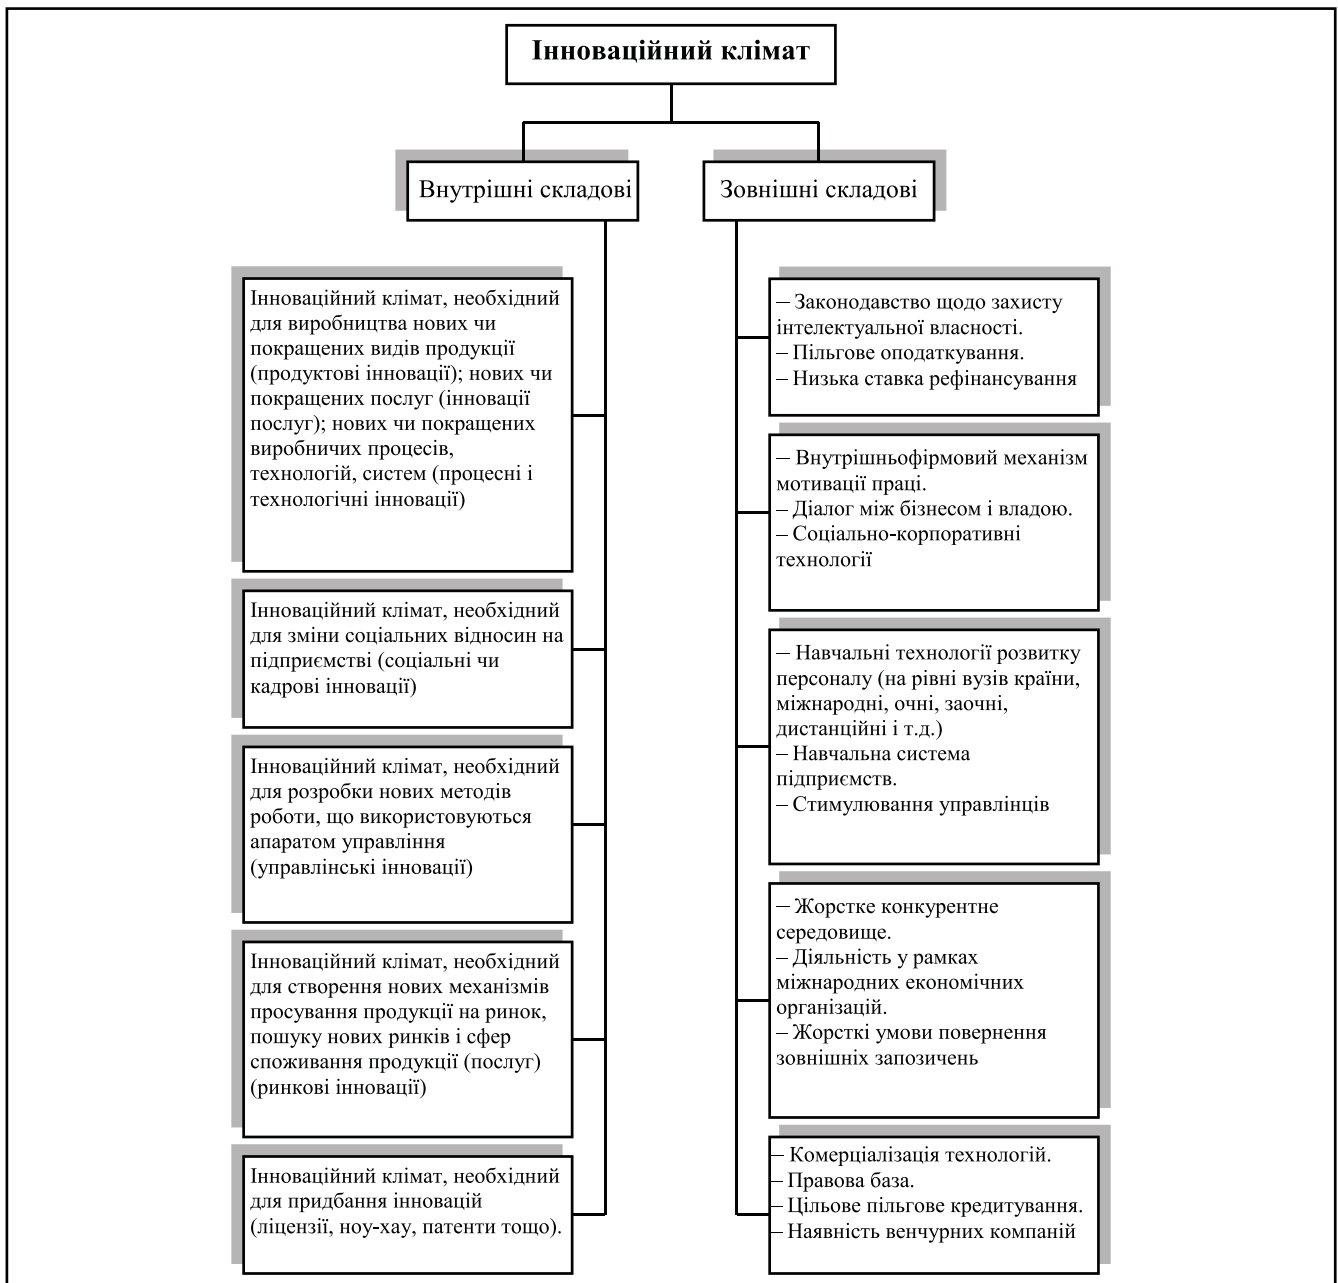 Інноваційний клімат
Внутрішні складові
Зовнішні складові
Інноваційний клімат, необхідний
для виробництва нових чи
покращених видів продукції
(продуктові інновації); нових чи
покращених послуг (інновації
послуг); нових чи покращених
виробничих процесів,
технологій, систем (процесні і
технологічні інновації)
Інноваційний клімат, необхідний
для зміни соціальних відносин на
підприємстві (соціальні чи
кадрові інновації)
Інноваційний клімат, необхідний
для розробки нових методів
роботи, що використовуються
апаратом управління
(управлінські інновації)
Інноваційний клімат, необхідний
для створення нових механізмів
просування продукції на ринок,
пошуку нових ринків і сфер
споживання продукції (послуг)
(ринкові інновації)
Інноваційний клімат, необхідний
для придбання інновацій
(ліцензії, ноу-хау, патенти тощо).
– Законодавство щодо захисту
інтелектуальної власності.
– Пільгове оподаткування.
– Низька ставка рефінансування
– Внутрішньофірмовий механізм
мотивації праці.
– Діалог між бізнесом і владою.
– Соціально-корпоративні
технології
– Навчальні технології розвитку
персоналу (на рівні вузів країни,
міжнародні, очні, заочні,
дистанційні і т.д.)
– Навчальна система
підприємств.
– Стимулювання управлінців
– Жорстке конкурентне
середовище.
– Діяльність у рамках
міжнародних економічних
організацій.
– Жорсткі умови повернення
зовнішніх запозичень
– Комерціалізація технологій.
– Правова база.
– Цільове пільгове кредитування.
– Наявність венчурних компаній